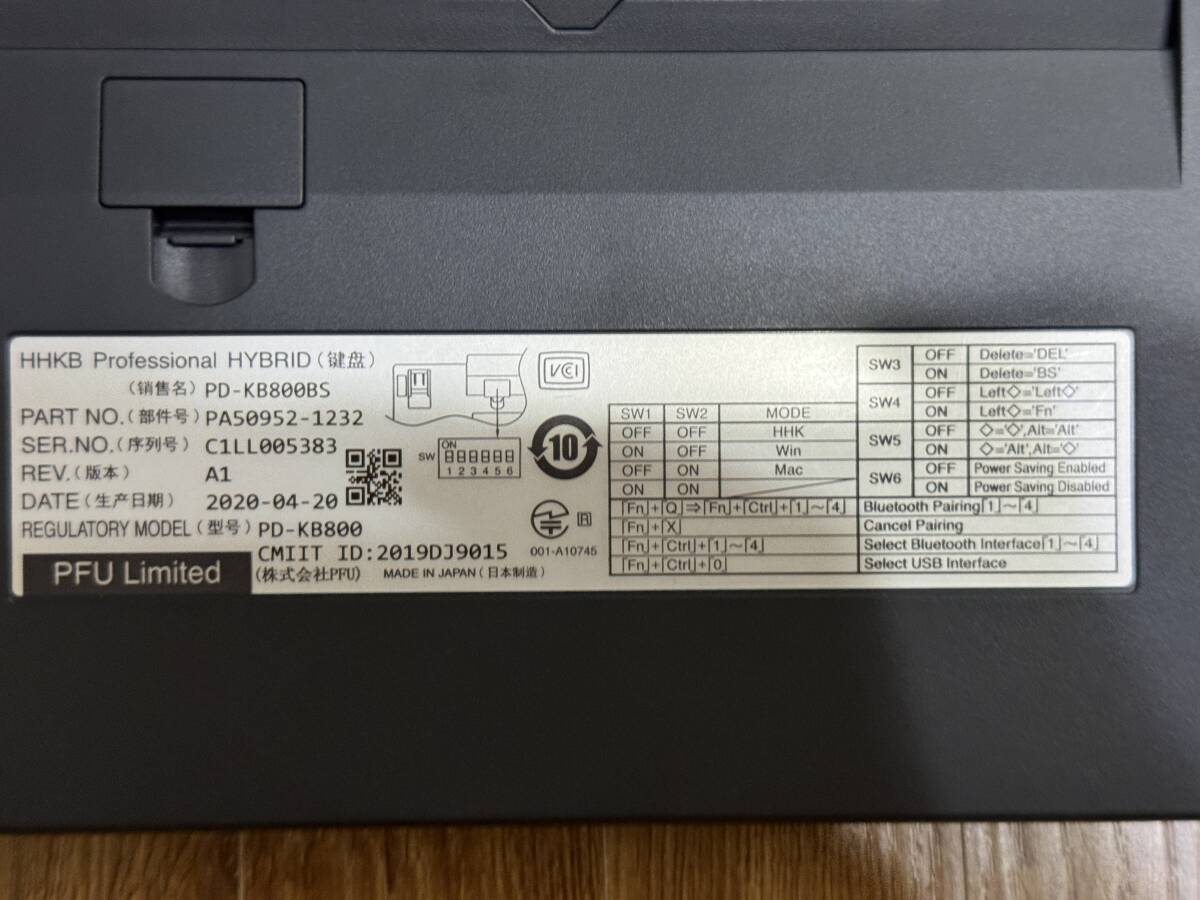 HHKB Professional HYBRID (键盘)
(销售名) PD-KB800BS
PART NO.(部件号) PA50952-1232
SER.NO.(序列号) C1LL005383
REV.(版本) A1
DATE(生产日期) 2020-04-20
REGULATORY MODEL(型号) PD-KB800
CMIIT ID:2019DJ9015
PFU Limited (株式会社PFU) MADE IN JAPAN(日本制造)
VCCI
SW ON
1 2 3 4 5 6
10
R
001-A10745
SW1 SW2 MODE
OFF OFF HHK
ON OFF Win
OFF ON Mac
ON ON
SW3 OFF Delete='DEL'
ON Delete='BS'
SW4 OFF Left◇='Left◇'
ON Left◇='Fn'
SW5 OFF ◇='◇',Alt='Alt'
ON ◇='Alt',Alt='◇'
SW6 OFF Power Saving Enabled
ON Power Saving Disabled
「Fn」+「Q」⇒「Fn」+「Ctrl」+「1」～「4」 Bluetooth Pairing「1」～「4」
「Fn」+「X」 Cancel Pairing
「Fn」+「Ctrl」+「1」～「4」 Select Bluetooth Interface「1」～「4」
「Fn」+「Ctrl」+「0」 Select USB Interface